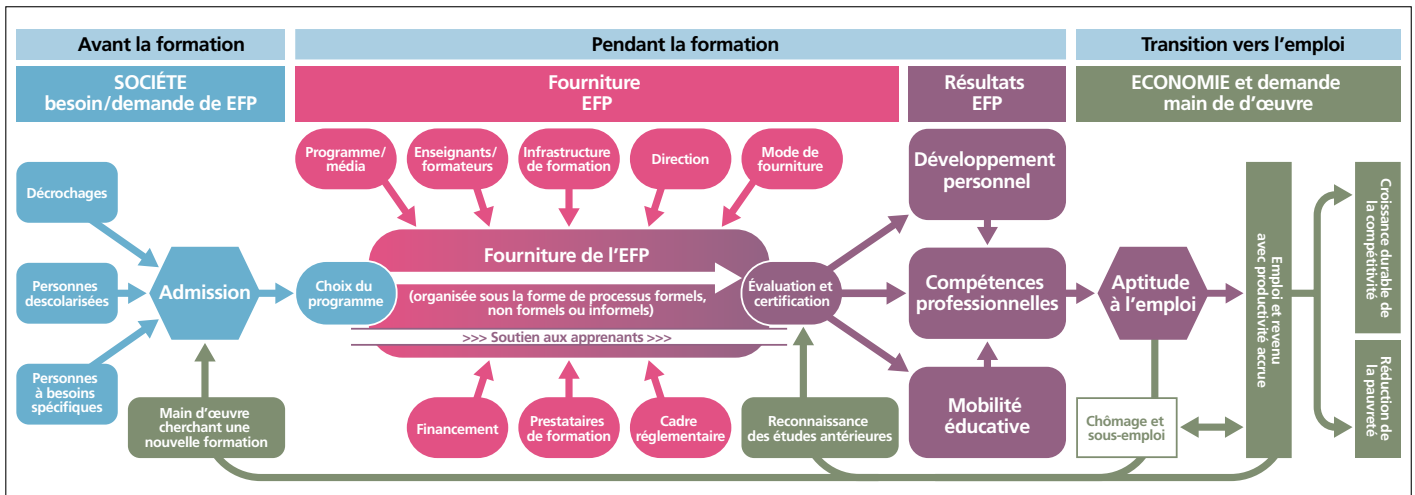 Avant la formation
Pendant la formation
Transition vers l'emploi
SOCIÉTE
besoin/demande de EFP
Fourniture
EFP
Résultats
EFP
ECONOMIE et demande
main de d'œuvre
Programme/
média
Enseignants/
formateurs
Infrastructure
de formation
Direction
Mode de
fourniture
Décrochages
Personnes
descolarisées
Personnes
à besoins
spécifiques
Admission
Main d'œuvre
cherchant une
nouvelle formation
Choix du
programme
Fourniture de l'EFP
(organisée sous la forme de processus formels,
non formels ou informels)
>>> Soutien aux apprenants >>>
Évaluation et
certification
Financement
Prestataires
de formation
Cadre
réglementaire
Reconnaissance
des études antérieures
Développement
personnel
Compétences
professionnelles
Mobilité
éducative
Aptitude
à l'emploi
Chômage et
sous-emploi
Emploi et revenu
avec productivité accrue
Croissance durable de
la compétitivité
Réduction de
la pauvreté